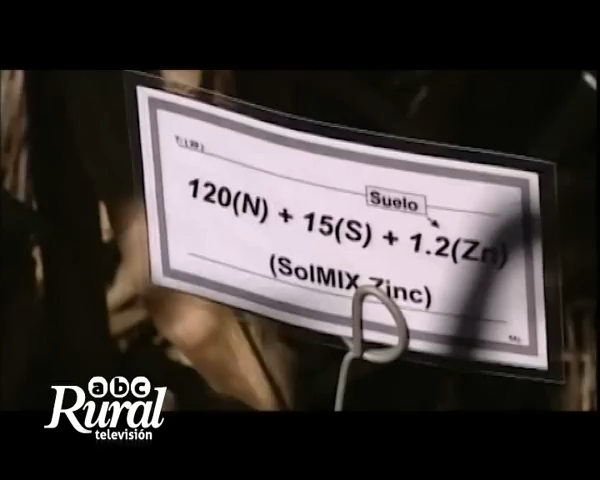 Suelo
120(N) + 15(S) + 1.2(Zn)
(SolMIX Zinc)
abc
Rural
televisión